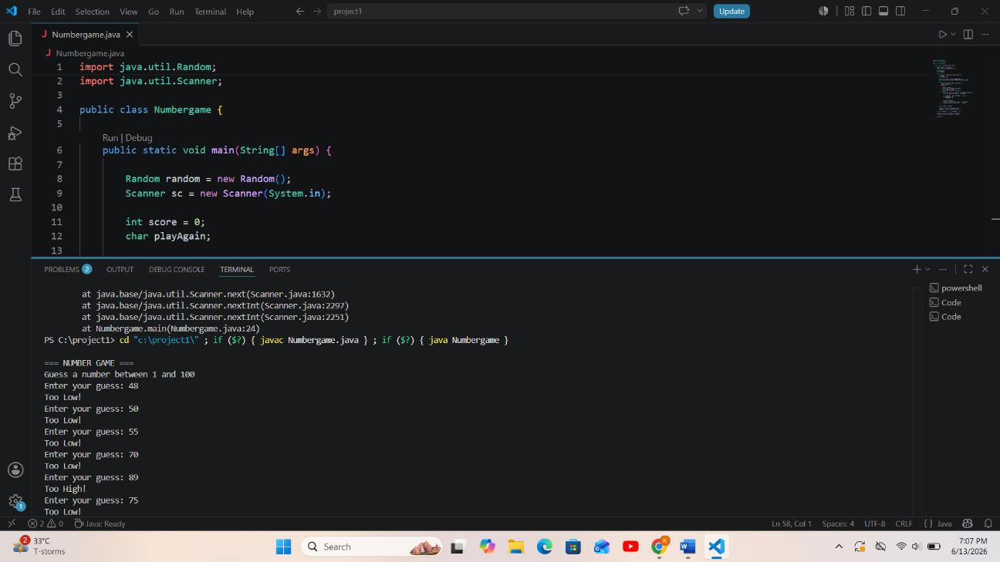 File Edit Selection View Go Run Terminal Help
project1
Update
J Numbergame.java
J Numbergame.java
1 import java.util.Random;
2 import java.util.Scanner;
3
4 public class Numbergame {
5
Run | Debug
6 public static void main(String[] args) {
7
8 Random random = new Random();
9 Scanner sc = new Scanner(System.in);
10
11 int score = 0;
12 char playAgain;
13
PROBLEMS 2 OUTPUT DEBUG CONSOLE TERMINAL PORTS
at java.base/java.util.Scanner.next(Scanner.java:1632)
at java.base/java.util.Scanner.nextInt(Scanner.java:2297)
at java.base/java.util.Scanner.nextInt(Scanner.java:2251)
at Numbergame.main(Numbergame.java:24)
PS C:\project1> cd "c:\project1\" ; if ($?) { javac Numbergame.java } ; if ($?) { java Numbergame }
=== NUMBER GAME ===
Guess a number between 1 and 100
Enter your guess: 48
Too Low!
Enter your guess: 50
Too Low!
Enter your guess: 55
Too Low!
Enter your guess: 70
Too Low!
Enter your guess: 89
Too High!
Enter your guess: 75
Too Low!
powershell
Code
Code
1
2 0 Java: Ready
Ln 58, Col 1 Spaces: 4 UTF-8 CRLF {} Java
2
33°C
T-storms
Search
K
7:07 PM
6/13/2026